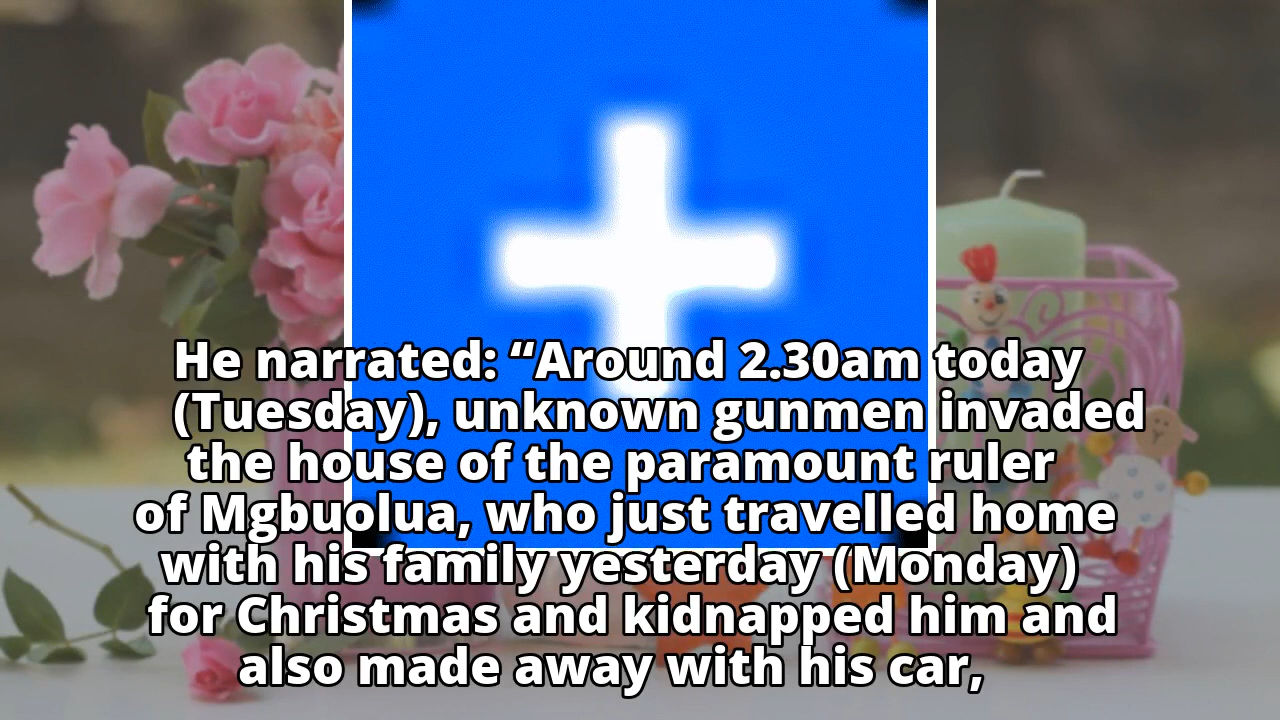 He narrated: “Around 2.30am today
(Tuesday), unknown gunmen invaded
the house of the paramount ruler
of Mgbuolua, who just travelled home
with his family yesterday (Monday)
for Christmas and kidnapped him and
also made away with his car,